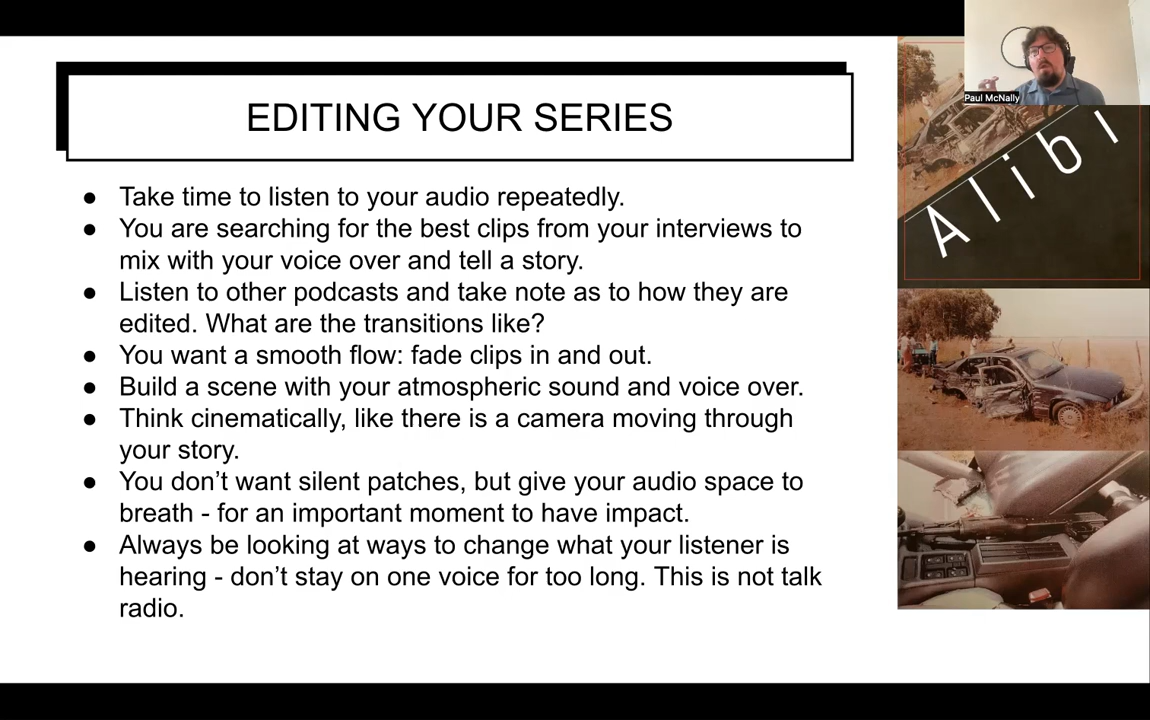 Paul McNally
EDITING YOUR SERIES
Alibi
● Take time to listen to your audio repeatedly.
● You are searching for the best clips from your interviews to
mix with your voice over and tell a story.
● Listen to other podcasts and take note as to how they are
edited. What are the transitions like?
● You want a smooth flow: fade clips in and out.
● Build a scene with your atmospheric sound and voice over.
● Think cinematically, like there is a camera moving through
your story.
● You don’t want silent patches, but give your audio space to
breath - for an important moment to have impact.
● Always be looking at ways to change what your listener is
hearing - don’t stay on one voice for too long. This is not talk
radio.